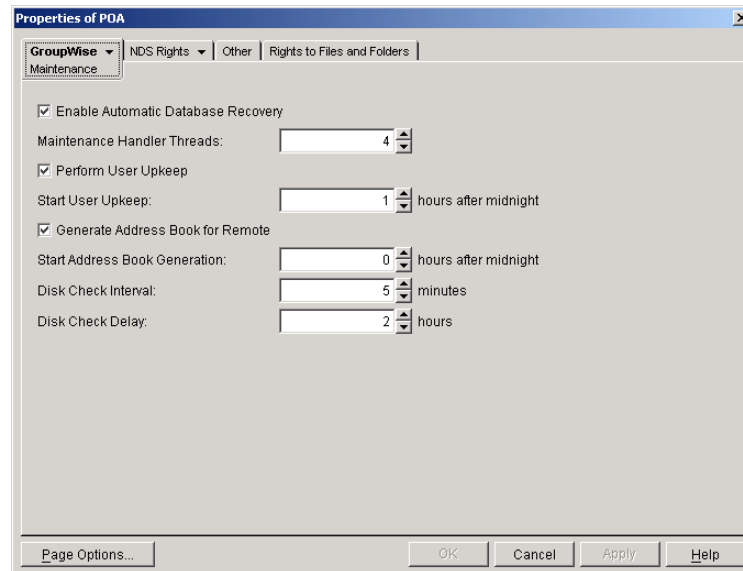 Properties of POA
GroupWise NDS Rights Other Rights to Files and Folders
Maintenance
Enable Automatic Database Recovery
Maintenance Handler Threads: 4
Perform User Upkeep
Start User Upkeep: 1 hours after midnight
Generate Address Book for Remote
Start Address Book Generation: 0 hours after midnight
Disk Check Interval: 5 minutes
Disk Check Delay: 2 hours
Page Options... OK Cancel Apply Help